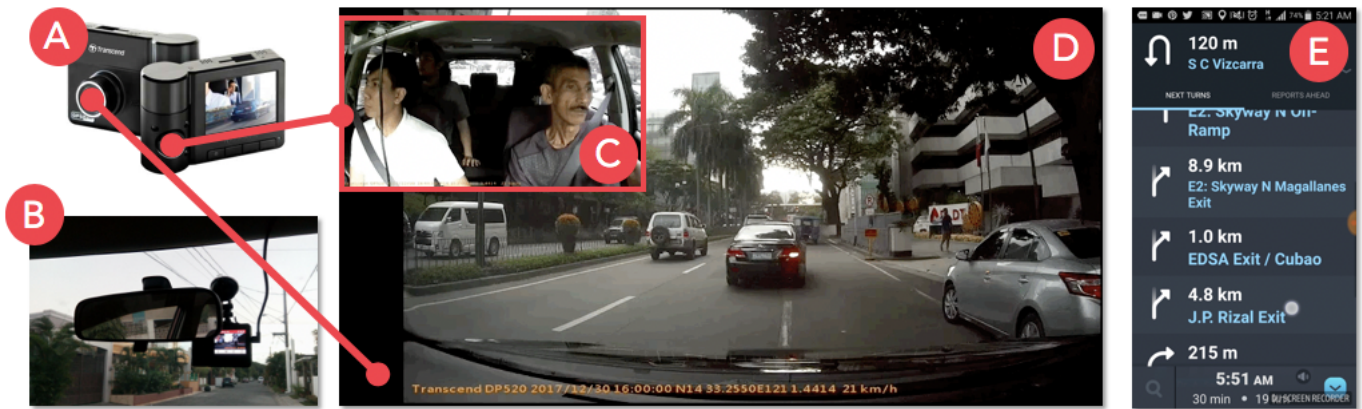 A
Transcend
B
C
D
Transcend DP520 2017/12/30 16:00:00 N14 33.2550E121 1.4414 21 km/h
E
74% 5:21 AM
120 m
S C Vizcarra
NEXT TURNS
REPORTS AHEAD
E2: Skyway N On-
Ramp
8.9 km
E2: Skyway N Magallanes
Exit
1.0 km
EDSA Exit / Cubao
4.8 km
J.P. Rizal Exit
215 m
5:51 AM
30 min • 19
SCREEN RECORDER